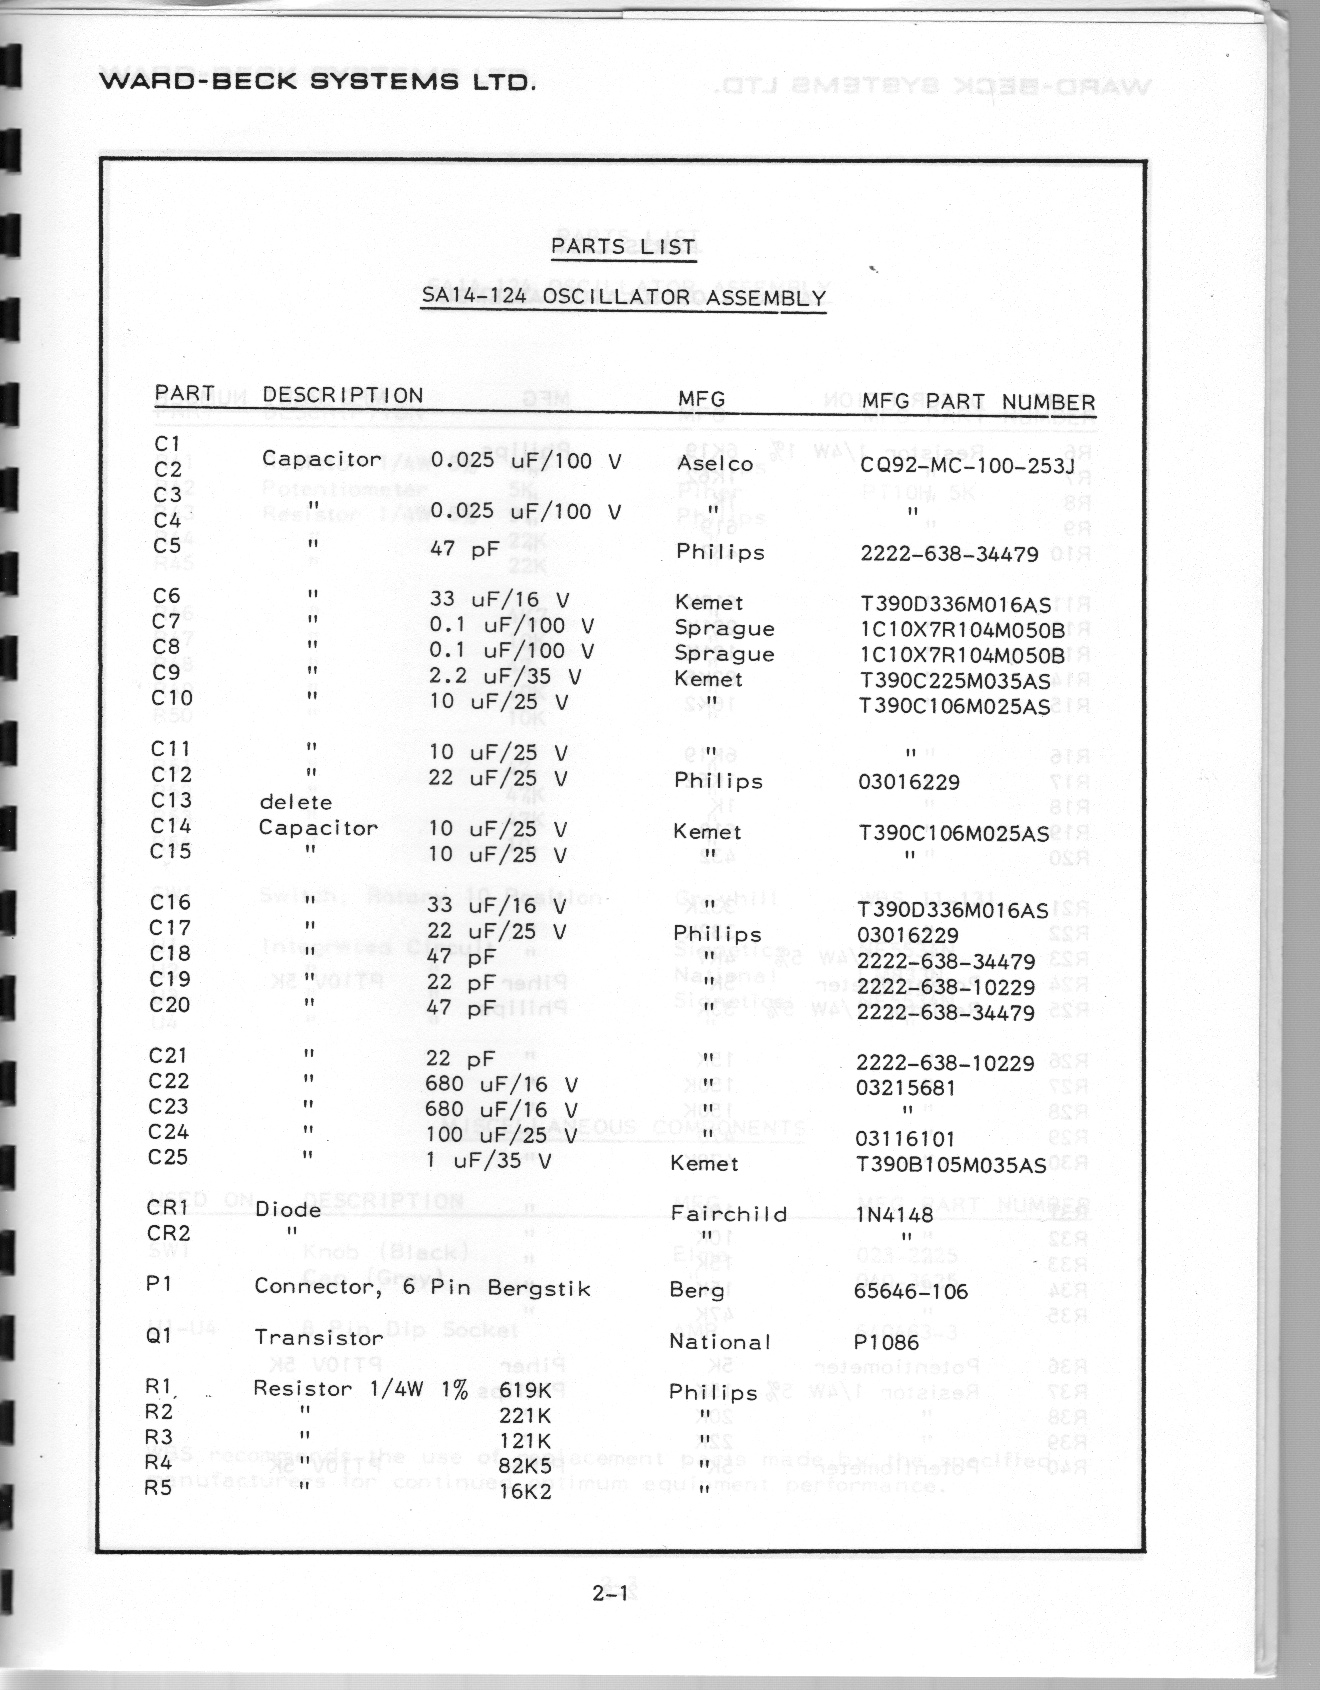 WARD-BECK SYSTEMS LTD.
PARTS LIST
SA14-124 OSCILLATOR ASSEMBLY
PART DESCRIPTION MFG MFG PART NUMBER
C1
C2 Capacitor 0.025 uF/100 V Aselco CQ92-MC-100-253J
C3
C4 " 0.025 uF/100 V " "
C5 " 47 pF Philips 2222-638-34479
C6 " 33 uF/16 V Kemet T390D336M016AS
C7 " 0.1 uF/100 V Sprague 1C10X7R104M050B
C8 " 0.1 uF/100 V Sprague 1C10X7R104M050B
C9 " 2.2 uF/35 V Kemet T390C225M035AS
C10 " 10 uF/25 V " T390C106M025AS
C11 " 10 uF/25 V " "
C12 " 22 uF/25 V Philips 03016229
C13 delete
C14 Capacitor 10 uF/25 V Kemet T390C106M025AS
C15 " 10 uF/25 V " "
C16 " 33 uF/16 V " T390D336M016AS
C17 " 22 uF/25 V Philips 03016229
C18 " 47 pF " 2222-638-34479
C19 " 22 pF " 2222-638-10229
C20 " 47 pF " 2222-638-34479
C21 " 22 pF " 2222-638-10229
C22 " 680 uF/16 V " 03215681
C23 " 680 uF/16 V " "
C24 " 100 uF/25 V " 03116101
C25 " 1 uF/35 V Kemet T390B105M035AS
CR1 Diode Fairchild 1N4148
CR2 " " "
P1 Connector, 6 Pin Bergstik Berg 65646-106
Q1 Transistor National P1086
R1 Resistor 1/4W 1% 619K Philips
R2 " 221K "
R3 " 121K "
R4 " 82K5 "
R5 " 16K2 "
2-1